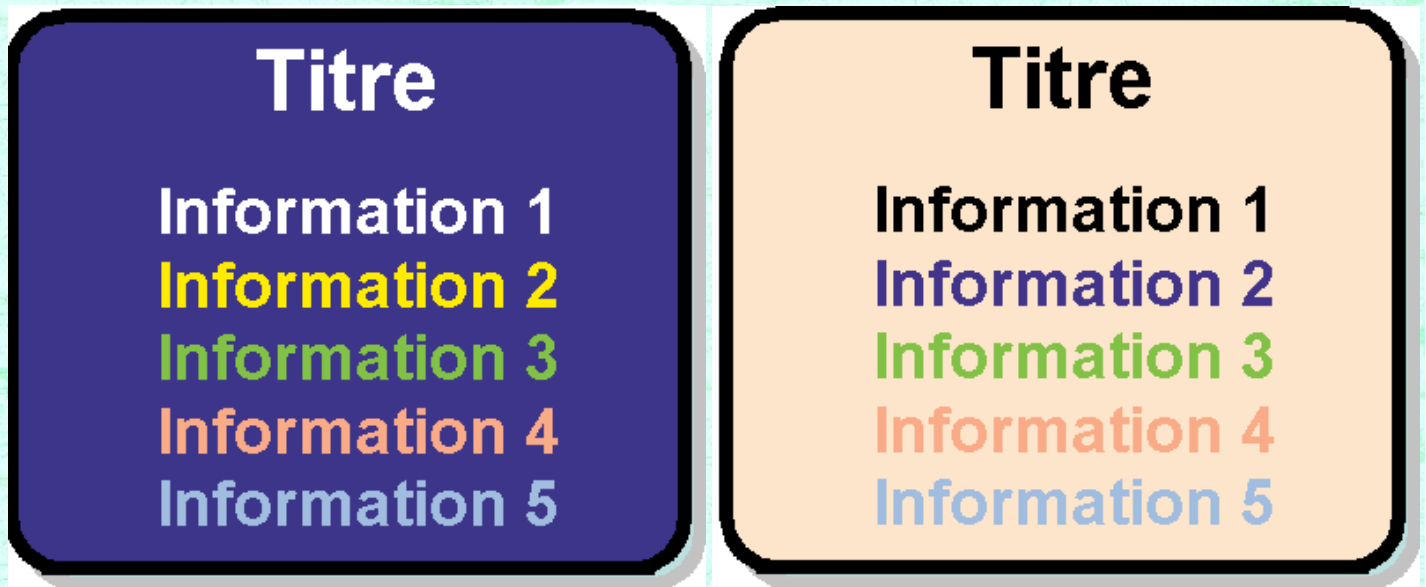 Titre
Information 1
Information 2
Information 3
Information 4
Information 5
Titre
Information 1
Information 2
Information 3
Information 4
Information 5